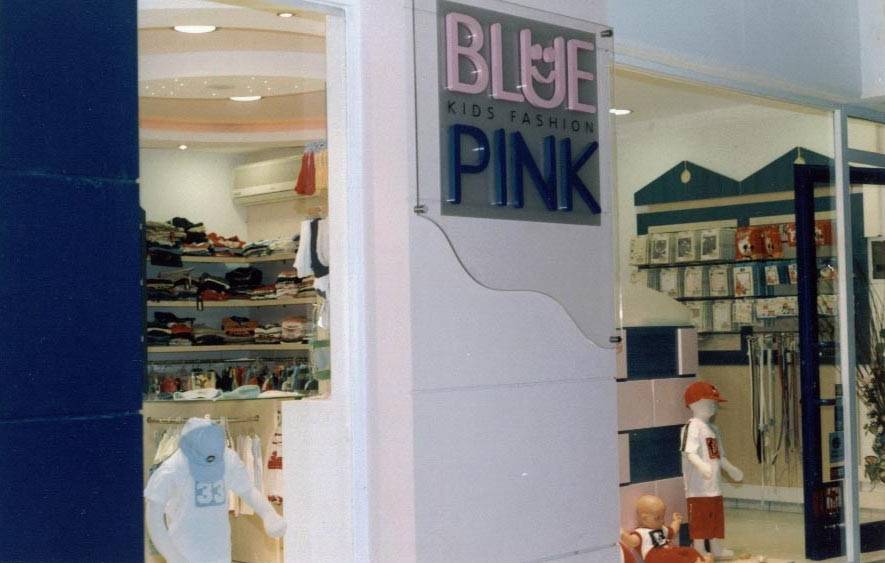 BLUE
KIDS FASHION
PINK
33